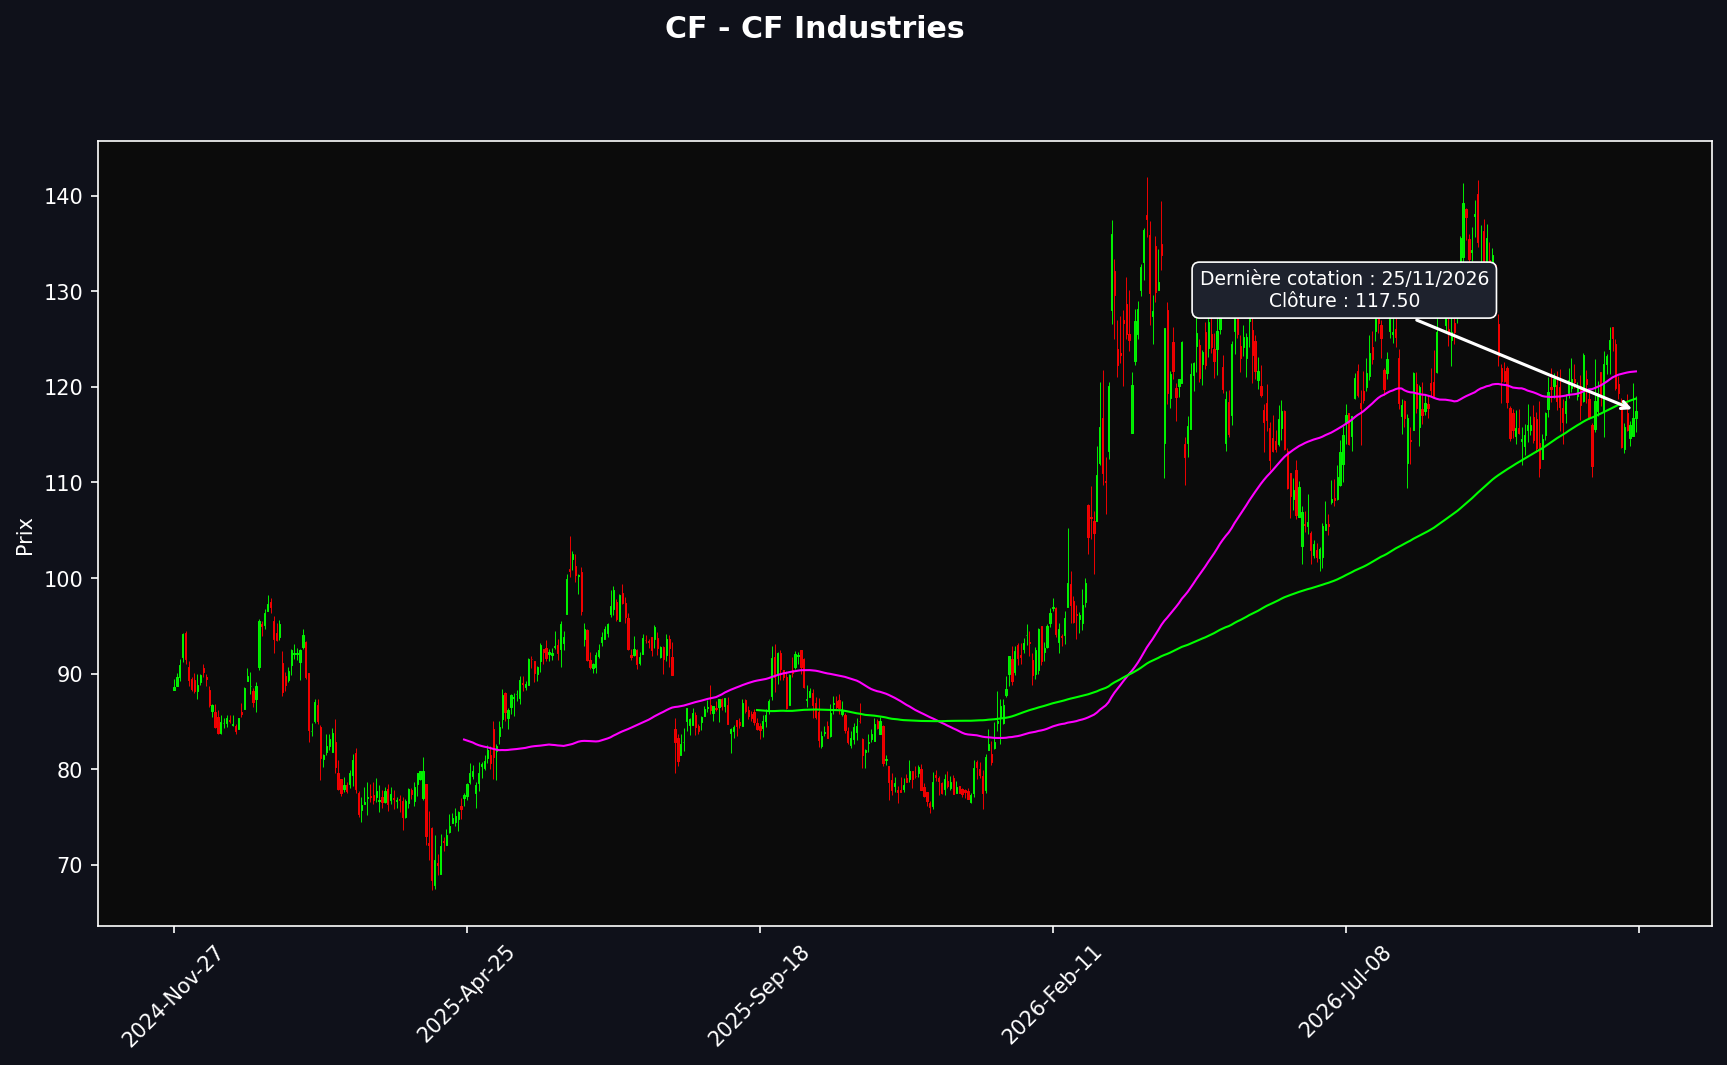 CF - CF Industries
140
130
120
110
100
90
80
70
Prix
Dernière cotation : 25/11/2026
Clôture : 117.50
2024-Nov-27
2025-Apr-25
2025-Sep-18
2026-Feb-11
2026-Jul-08